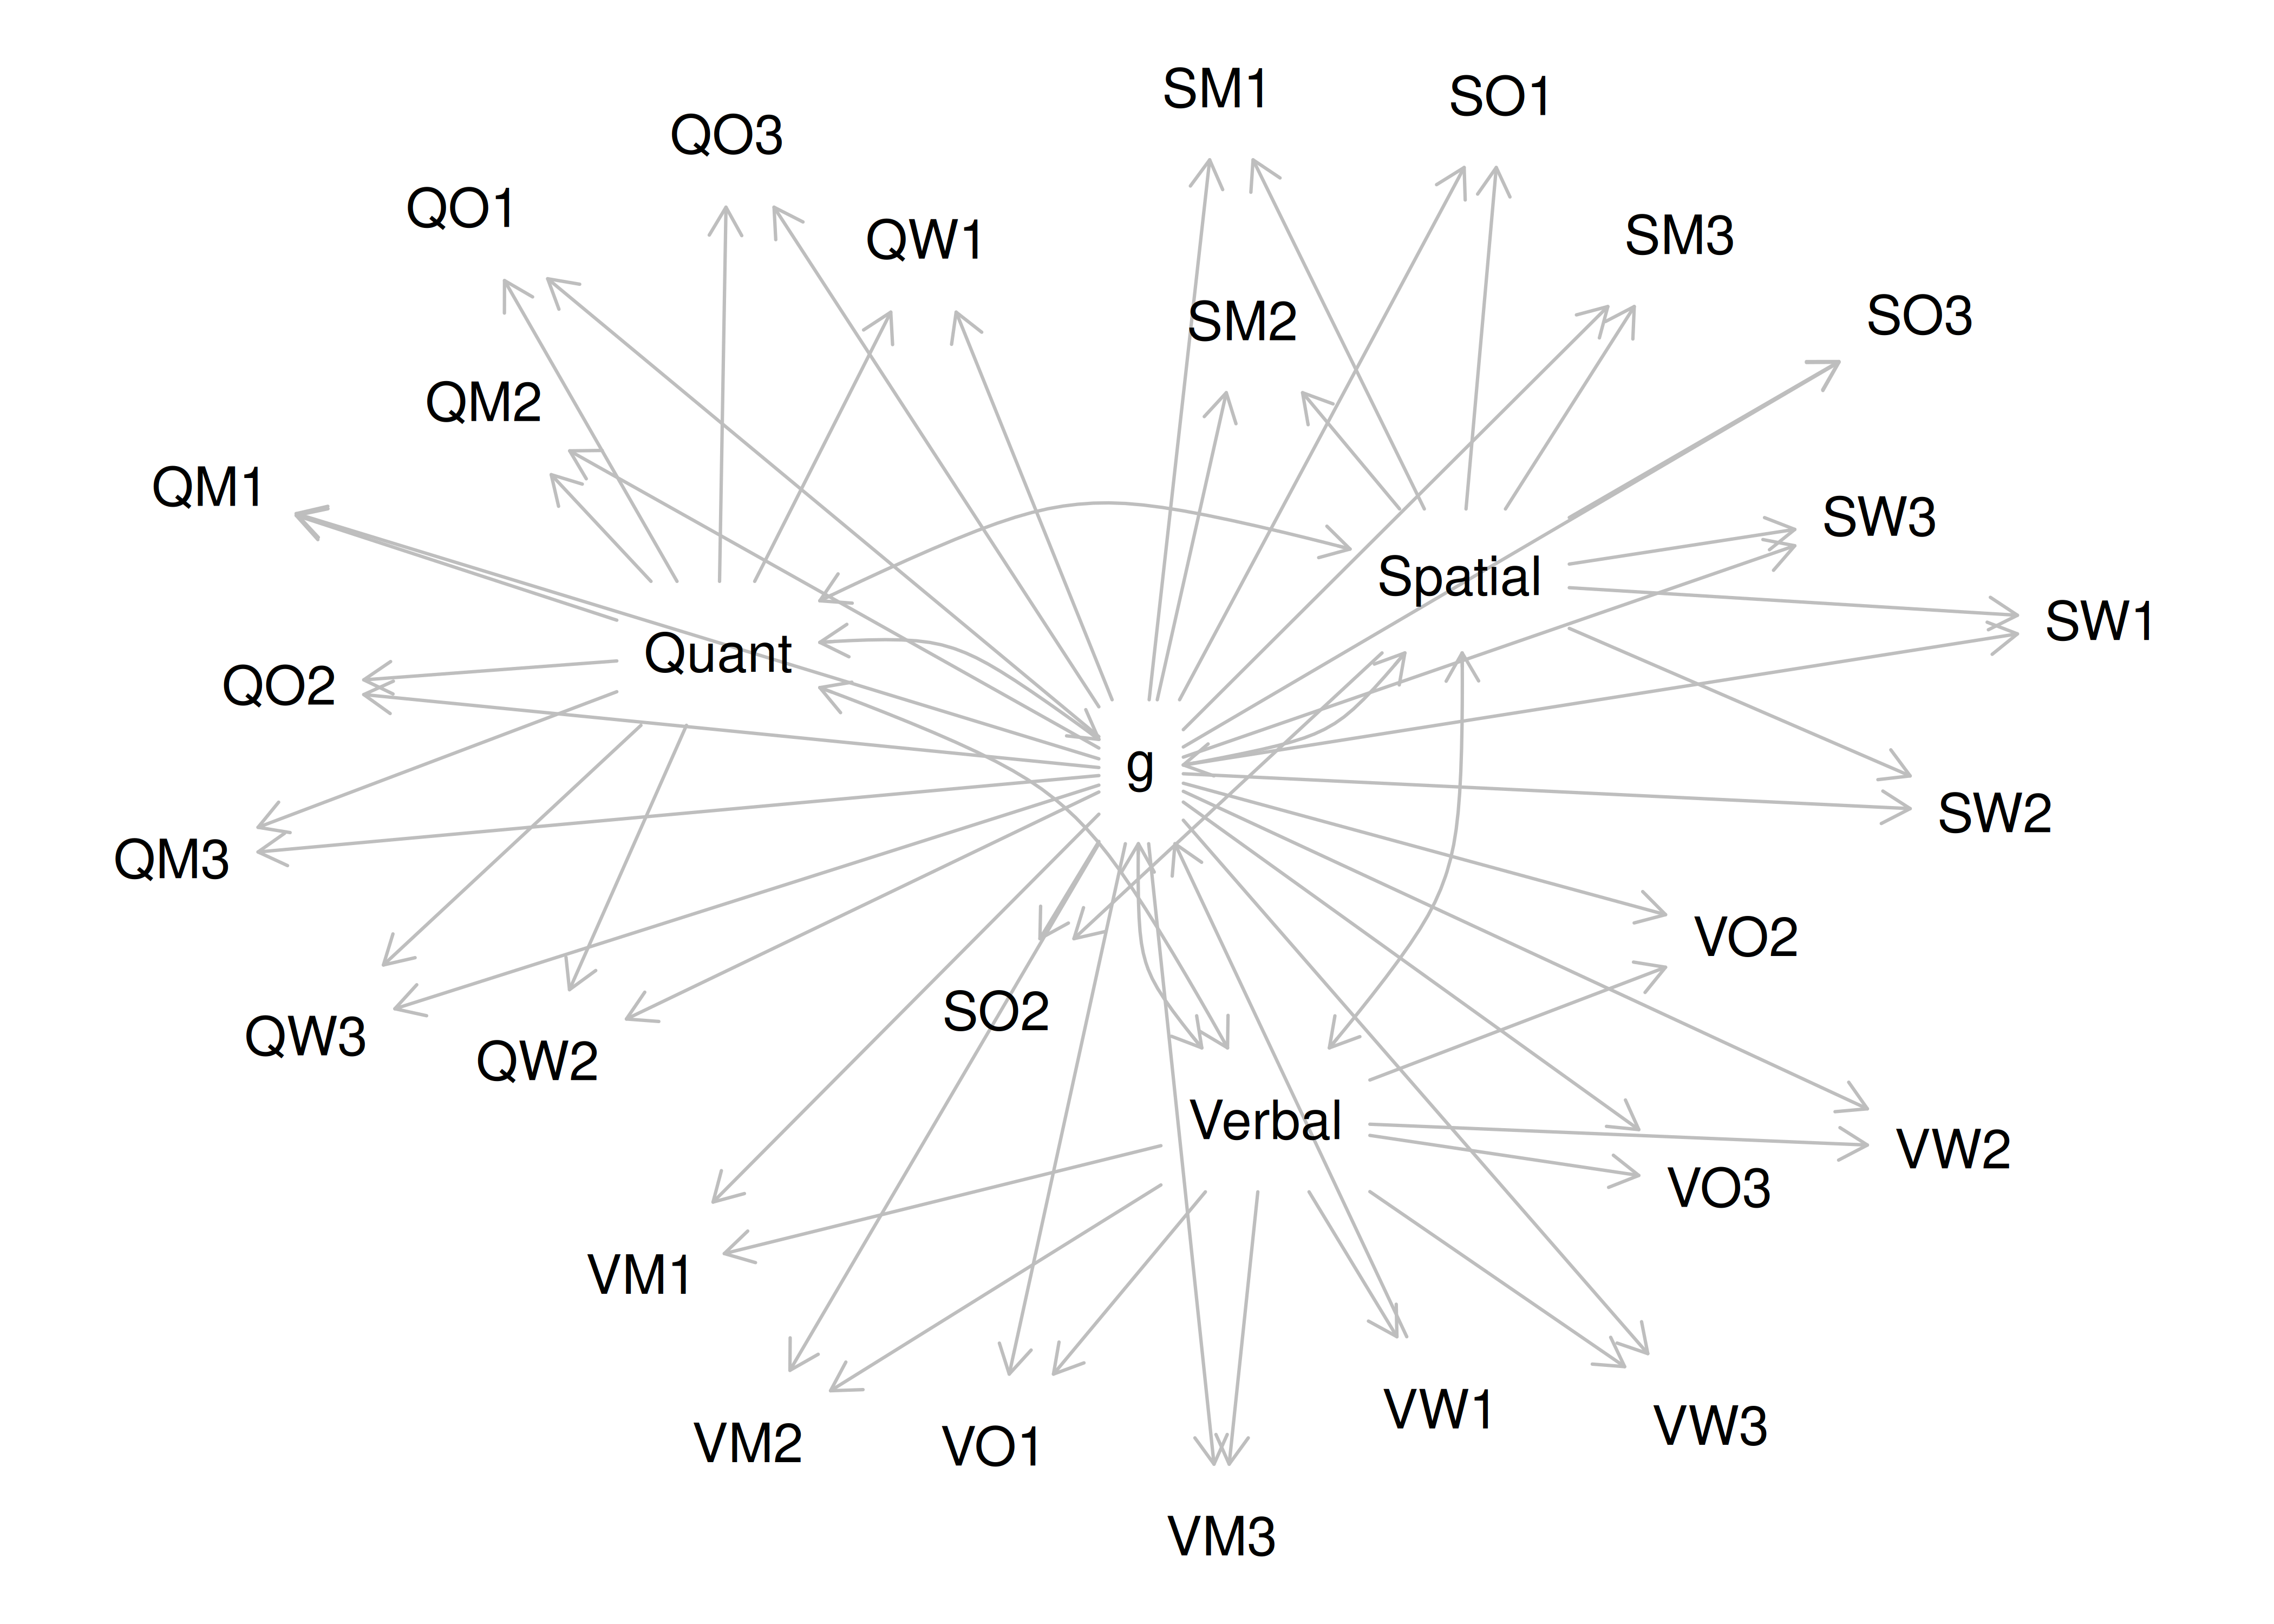 SM1
SO1
QO3
QO1
QW1
SM3
SM2
SO3
QM2
QM1
SW3
Spatial
SW1
Quant
QO2
g
SW2
QM3
VO2
SO2
QW3
QW2
Verbal
VW2
VO3
VM1
VW1
VW3
VM2
VO1
VM3